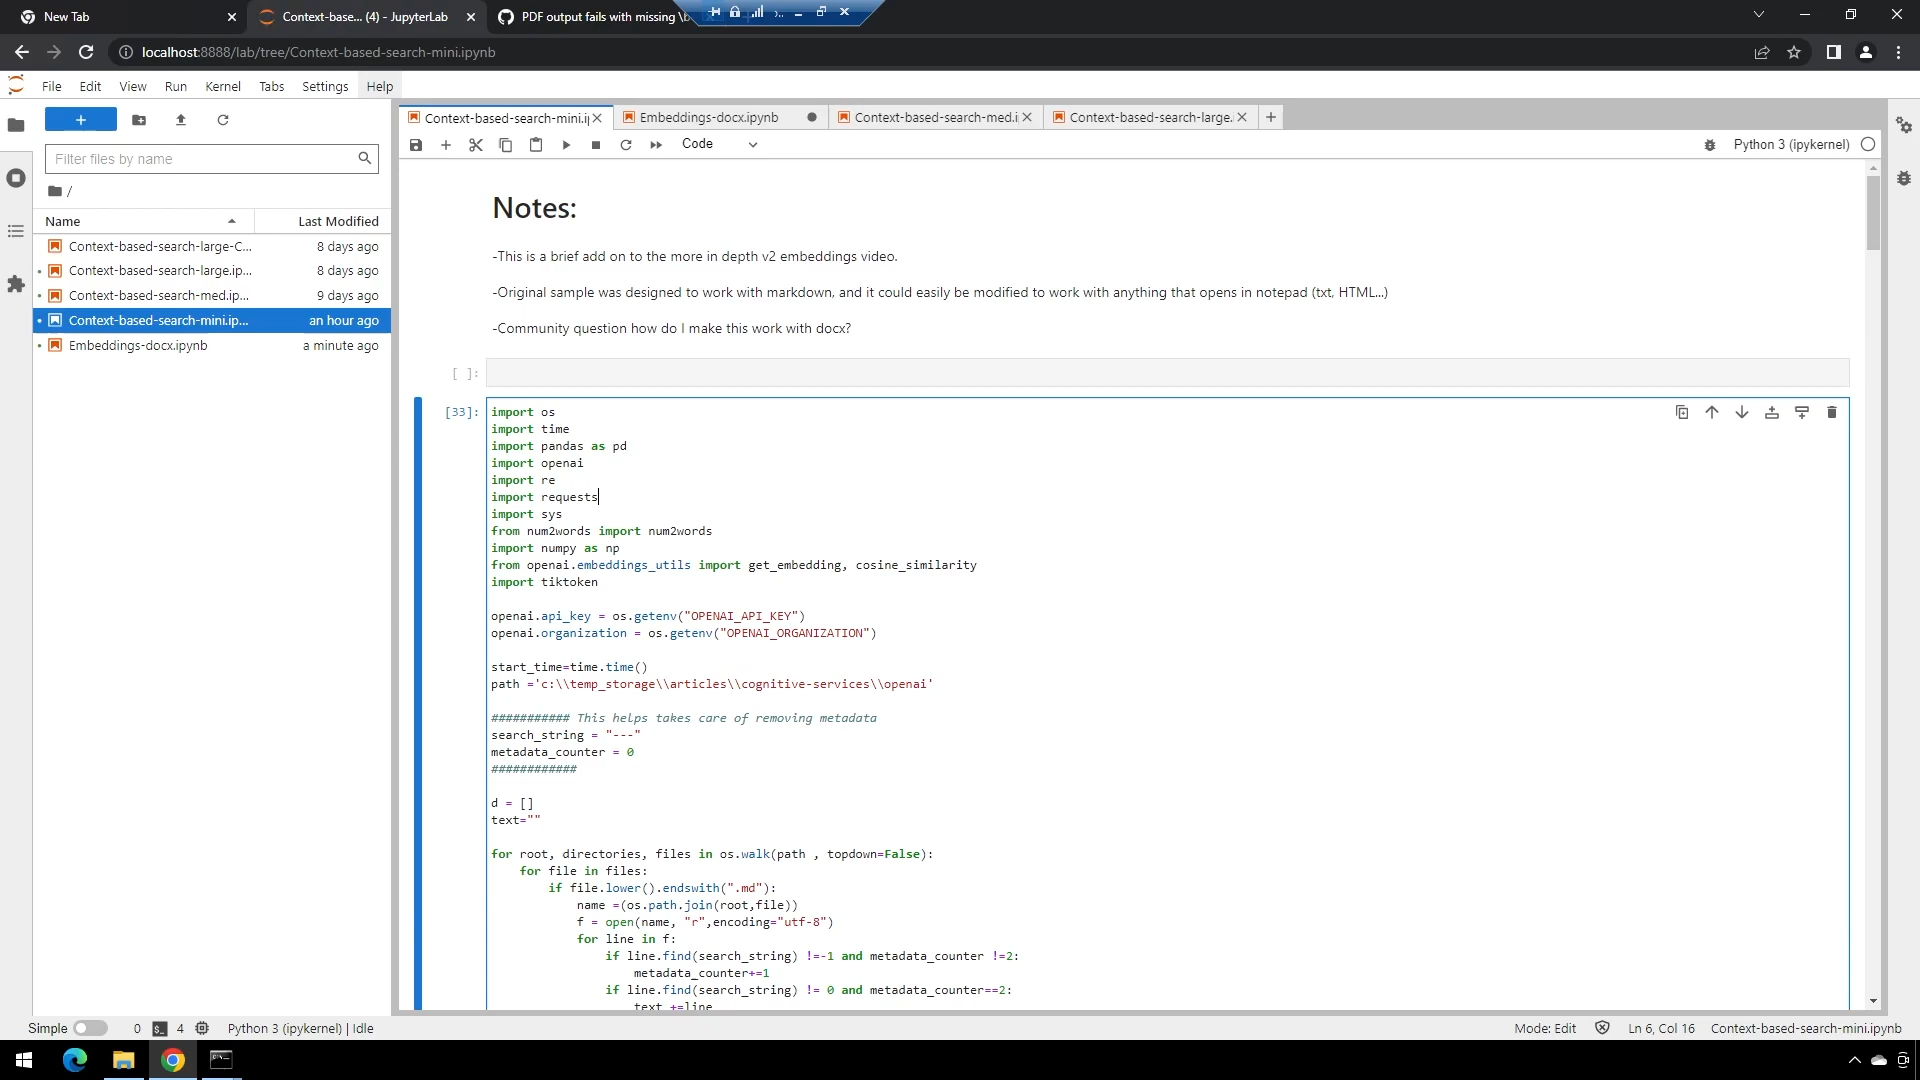 New Tab
Context-base... (4) - JupyterLab
PDF output fails with missing \b
localhost:8888/lab/tree/Context-based-search-mini.ipynb
File Edit View Run Kernel Tabs Settings Help
Context-based-search-mini.i
Embeddings-docx.ipynb
Context-based-search-med.i
Context-based-search-large.
Filter files by name
Code
Python 3 (ipykernel)
/
Name Last Modified
Context-based-search-large-C... 8 days ago
Context-based-search-large.ip... 8 days ago
Context-based-search-med.ip... 9 days ago
Context-based-search-mini.ip... an hour ago
Embeddings-docx.ipynb a minute ago
Notes:
-This is a brief add on to the more in depth v2 embeddings video.
-Original sample was designed to work with markdown, and it could easily be modified to work with anything that opens in notepad (txt, HTML...)
-Community question how do I make this work with docx?
[ ]:
[33]:
import os
import time
import pandas as pd
import openai
import re
import requests
import sys
from num2words import num2words
import numpy as np
from openai.embeddings_utils import get_embedding, cosine_similarity
import tiktoken
openai.api_key = os.getenv("OPENAI_API_KEY")
openai.organization = os.getenv("OPENAI_ORGANIZATION")
start_time=time.time()
path ='c:\\temp_storage\\articles\\cognitive-services\\openai'
########### This helps takes care of removing metadata
search_string = "---"
metadata_counter = 0
############
d = []
text=""
for root, directories, files in os.walk(path , topdown=False):
for file in files:
if file.lower().endswith(".md"):
name =(os.path.join(root,file))
f = open(name, "r",encoding="utf-8")
for line in f:
if line.find(search_string) !=-1 and metadata_counter !=2:
metadata_counter+=1
if line.find(search_string) != 0 and metadata_counter==2:
text +=line
Simple 0 4 Python 3 (ipykernel) | Idle
Mode: Edit Ln 6, Col 16 Context-based-search-mini.ipynb